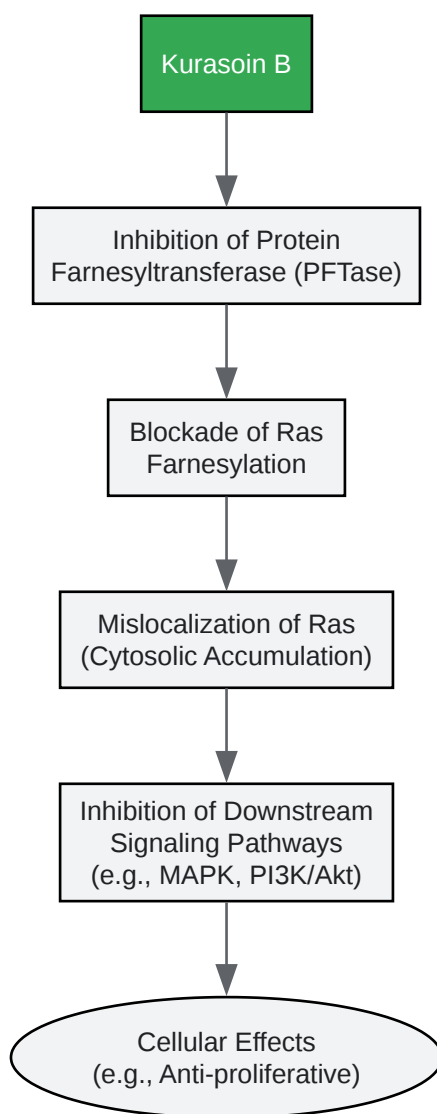 Kurasoin B
Inhibition of Protein
Farnesyltransferase (PFTase)
Blockade of Ras
Farnesylation
Mislocalization of Ras
(Cytosolic Accumulation)
Inhibition of Downstream
Signaling Pathways
(e.g., MAPK, PI3K/Akt)
Cellular Effects
(e.g., Anti-proliferative)